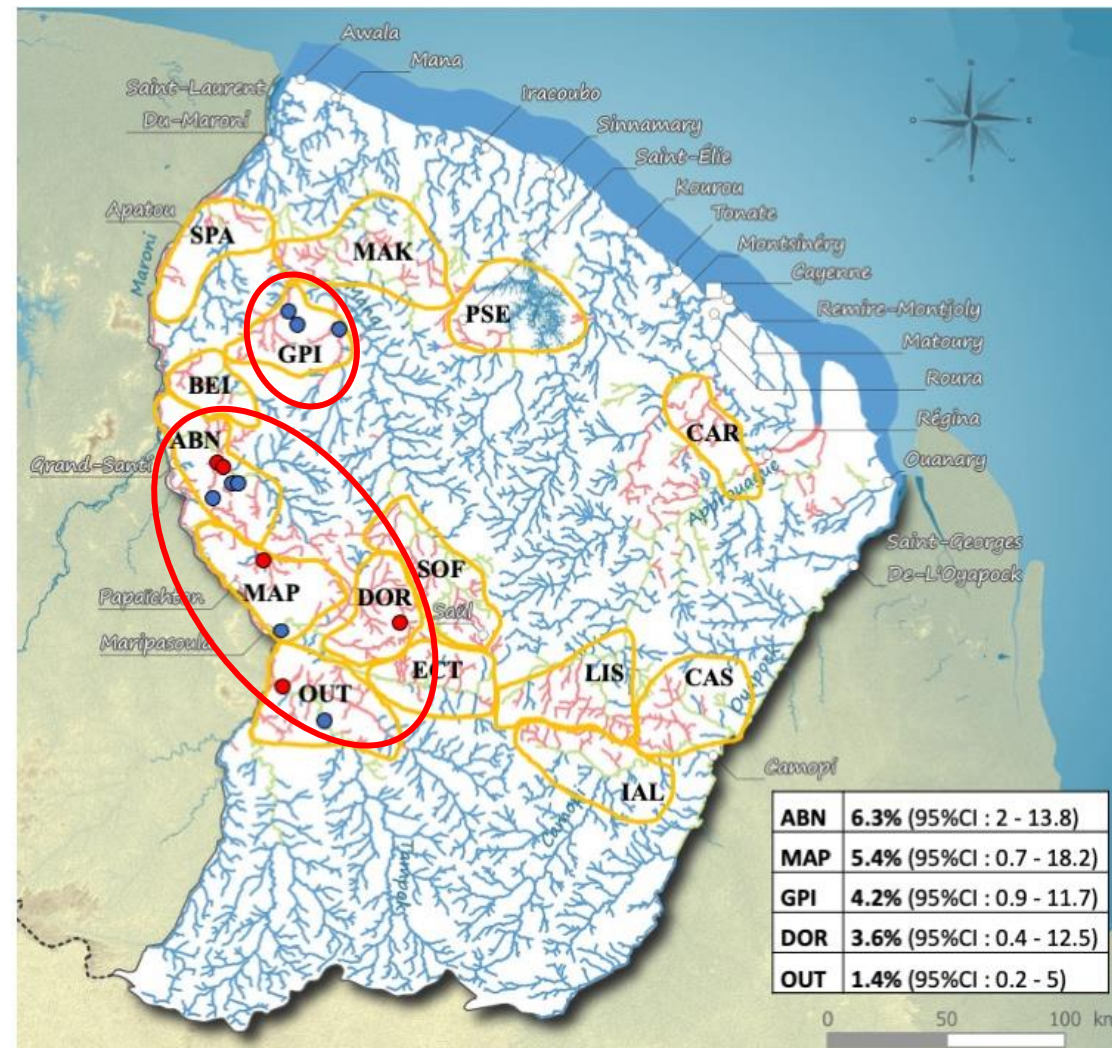 Awala
Mana
Saint-Laurent
Du-Maroni
Iracoubo
Sinnamary
Saint-Élie
Kourou
Tonate
Montsinéry
Cayenne
Remire-Montjoly
Matoury
Roura
Régina
Ouanary
Apatou
Maroni
SPA
MAK
Mana
PSE
GPI
BEI
ABN
Grand-Santi
CAR
Approuague
Saint-Georges
De-L'Oyapock
SOF
MAP
DOR
Papaïchton
Saül
Maripasoula
ECT
LIS
CAS
Oyapock
OUT
Camopi
IAL
Camopi
Tampok
ABN 6.3% (95%CI : 2 - 13.8)
MAP 5.4% (95%CI : 0.7 - 18.2)
GPI 4.2% (95%CI : 0.9 - 11.7)
DOR 3.6% (95%CI : 0.4 - 12.5)
OUT 1.4% (95%CI : 0.2 - 5)
0 50 100 km